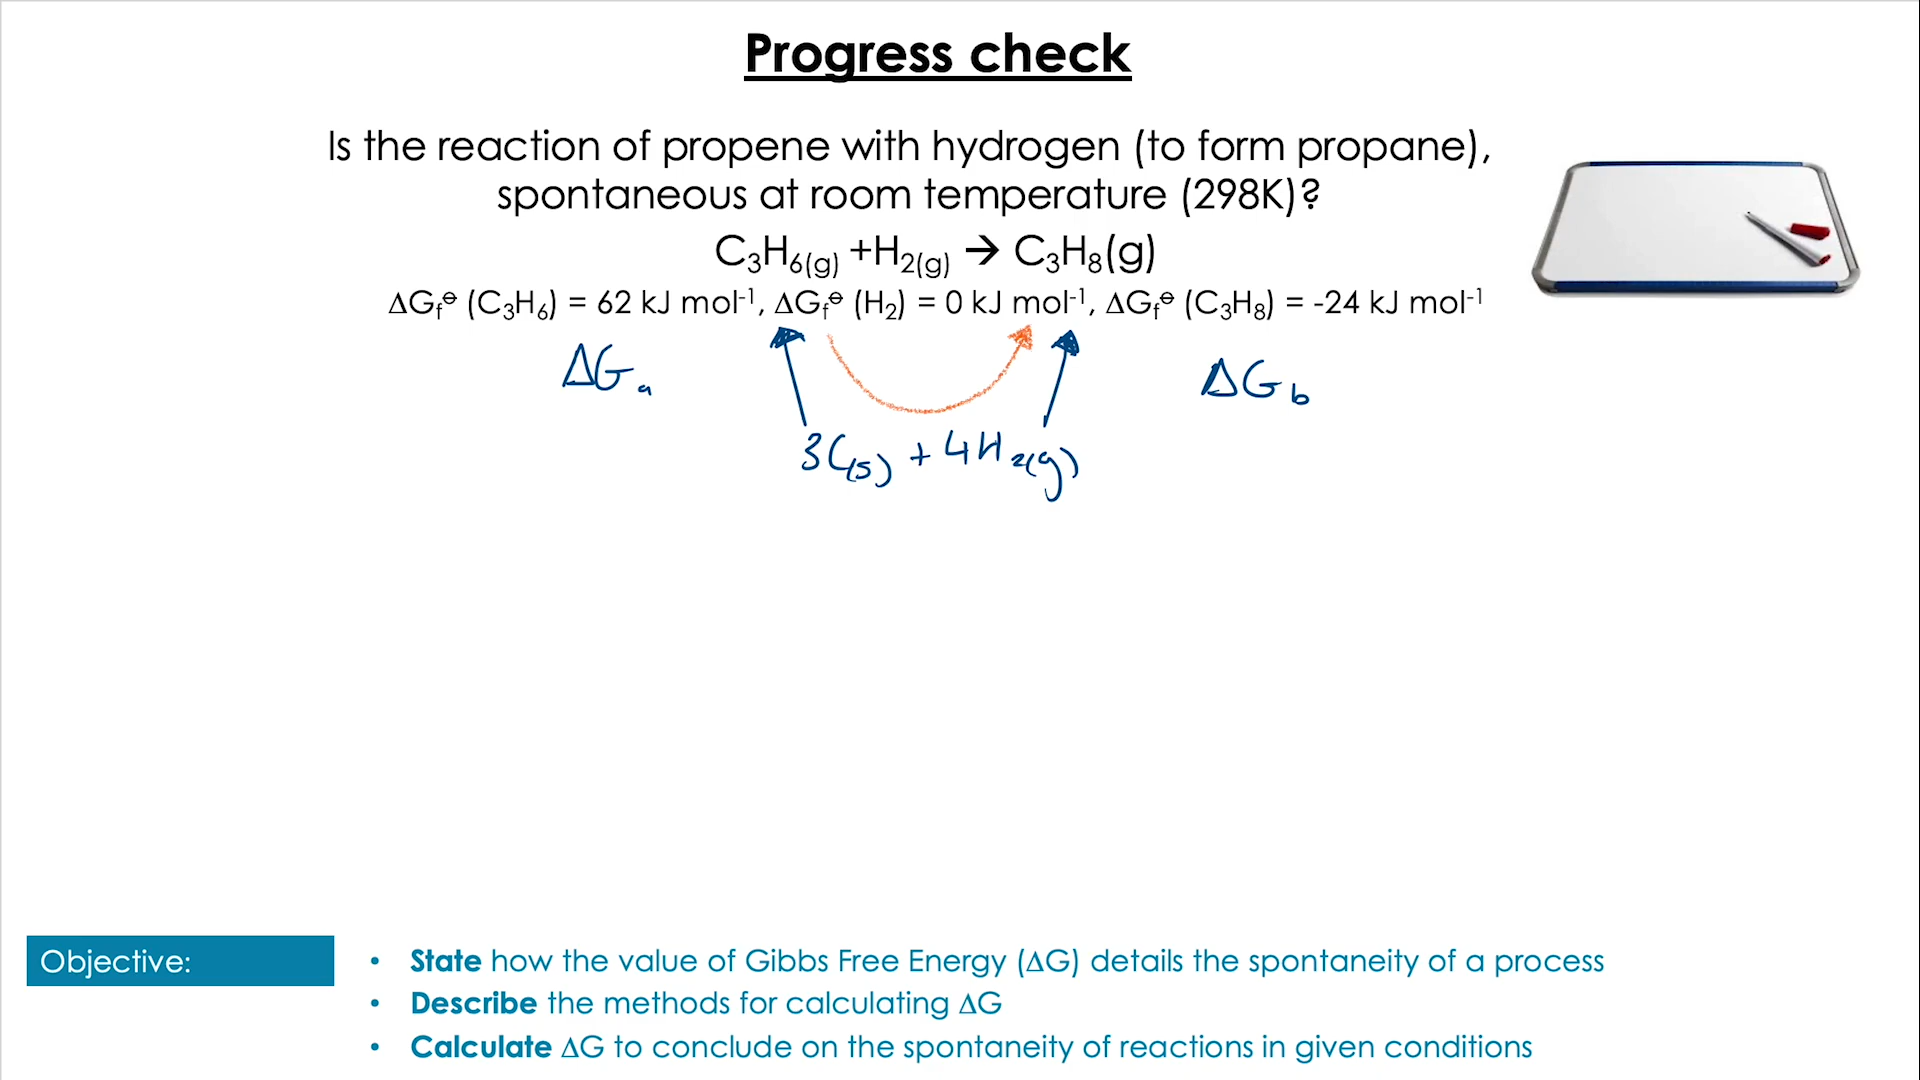 Progress check
Is the reaction of propene with hydrogen (to form propane),
spontaneous at room temperature (298K)?
C₃H₆₍g₎ +H₂₍g₎ → C₃H₈(g)
ΔGf⦵ (C₃H₆) = 62 kJ mol⁻¹, ΔGf⦵ (H₂) = 0 kJ mol⁻¹, ΔGf⦵ (C₃H₈) = -24 kJ mol⁻¹
ΔGₐ ΔG_b
3C(s) + 4H₂(g)
Objective:
• State how the value of Gibbs Free Energy (ΔG) details the spontaneity of a process
• Describe the methods for calculating ΔG
• Calculate ΔG to conclude on the spontaneity of reactions in given conditions